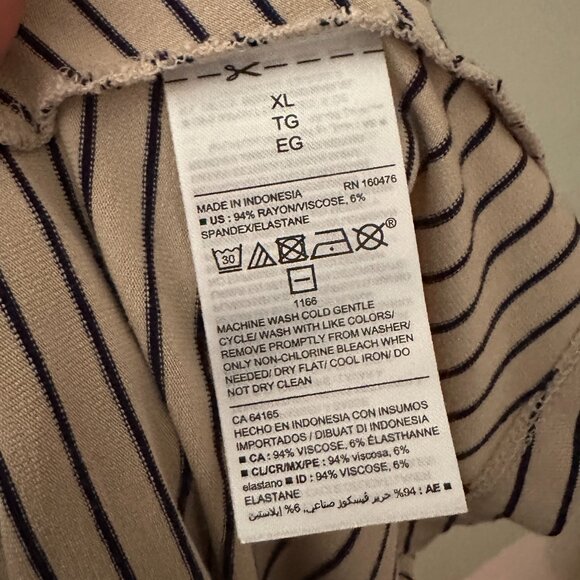 XL
TG
EG
MADE IN INDONESIA RN 160476
■ US : 94% RAYON/VISCOSE, 6%
SPANDEX/ELASTANE
30 ®
1166
MACHINE WASH COLD GENTLE
CYCLE/ WASH WITH LIKE COLORS/
REMOVE PROMPTLY FROM WASHER/
ONLY NON-CHLORINE BLEACH WHEN
NEEDED/ DRY FLAT/ COOL IRON/ DO
NOT DRY CLEAN
CA 64165
HECHO EN INDONESIA CON INSUMOS
IMPORTADOS / DIBUAT DI INDONESIA
■ CA : 94% VISCOSE, 6% ÉLASTHANNE
■ CL/CR/MX/PE : 94% viscosa, 6%
elastano ■ ID : 94% VISCOSE, 6%
ELASTANE
■ AE : 94% حرير فيسكوز صناعي، 6% إيلاستين